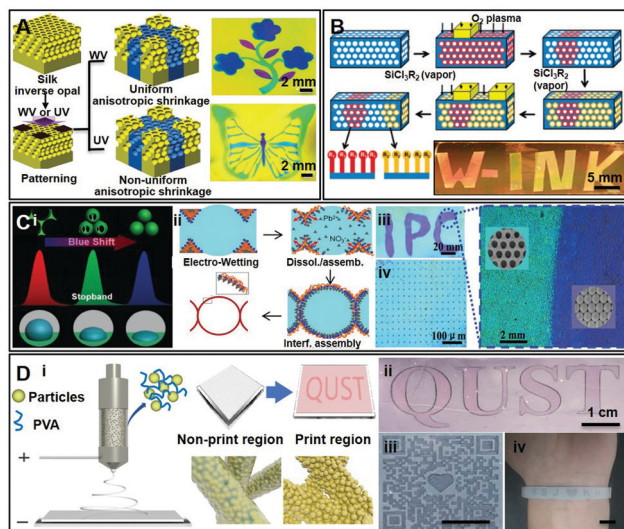 A
Silk
inverse opal
WV or UV
Patterning
WV
Uniform
anisotropic shrinkage
UV
Non-uniform
anisotropic shrinkage
2 mm
2 mm
B
O2 plasma
SiCl3R2 (vapor)
SiCl3R2
(vapor)
W-INK
5 mm
C
i
Blue Shift
Stopband
ii
Electro-Wetting
Pb2+
NO3-
Dissol./assemb.
Interf. assembly
iii
IPC
20 mm
iv
100 μm
2 mm
D
i
Particles
PVA
+
−
QUST
Non-print region
Print region
ii
QUST
1 cm
iii
iv